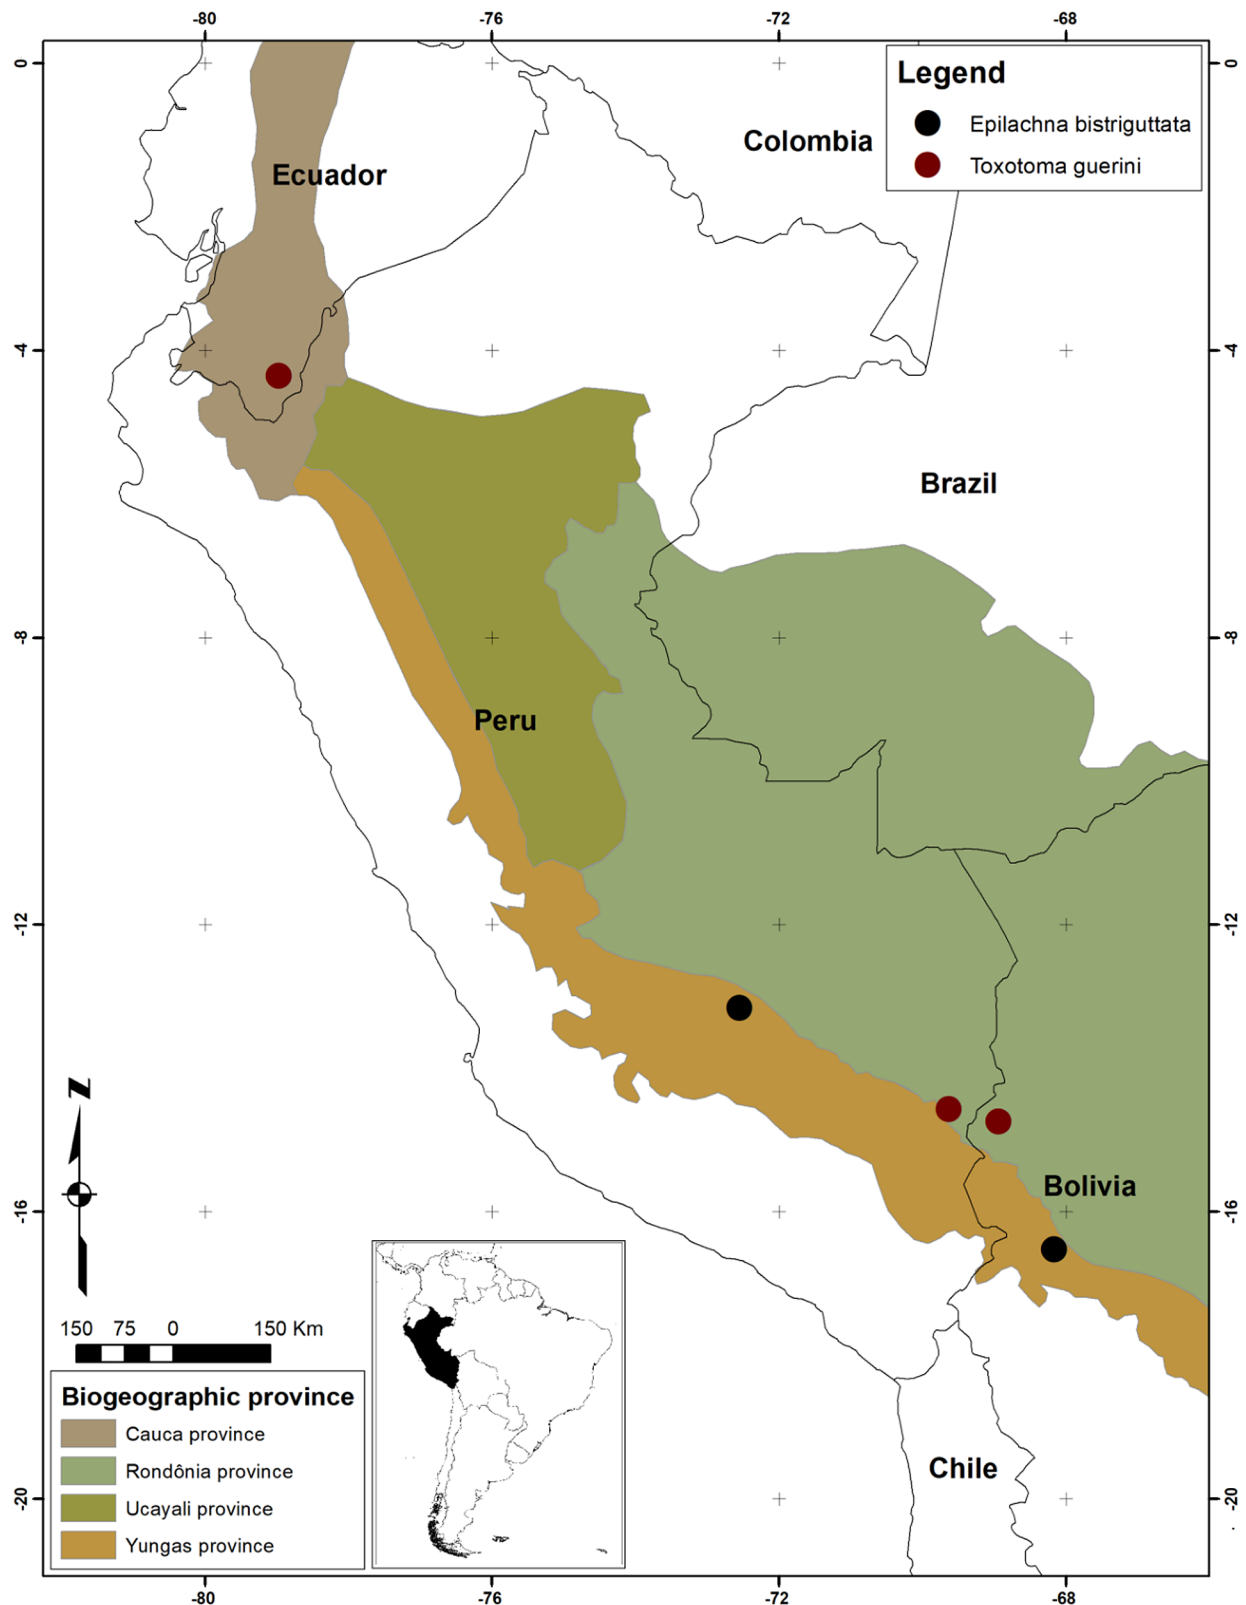 -80 -76 -72 -68
0 0
Legend
Epilachna bistriguttata
Toxotoma guerini
Colombia
Ecuador
-4 -4
Brazil
-8 -8
Peru
-12 -12
N
Bolivia
-16 -16
150 75 0 150 Km
Biogeographic province
Cauca province
Rondônia province
Ucayali province
Yungas province
Chile
-20 -20
-80 -76 -72 -68